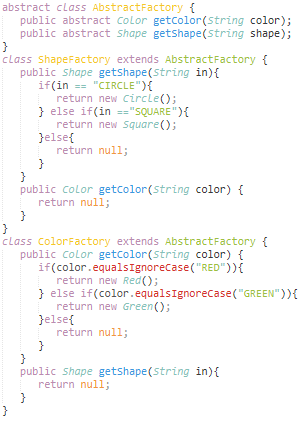 abstract class AbstractFactory {
    public abstract Color getColor(String color);
    public abstract Shape getShape(String shape);
}
class ShapeFactory extends AbstractFactory {
    public Shape getShape(String in){
        if(in == "CIRCLE"){
            return new Circle();
        } else if(in =="SQUARE"){
            return new Square();
        }else{
            return null;
        }
    }
    public Color getColor(String color) {
        return null;
    }
}
class ColorFactory extends AbstractFactory {
    public Color getColor(String color) {
        if(color.equalsIgnoreCase("RED")){
            return new Red();
        } else if(color.equalsIgnoreCase("GREEN")){
            return new Green();
        }else{
            return null;
        }
    }
    public Shape getShape(String in){
        return null;
    }
}